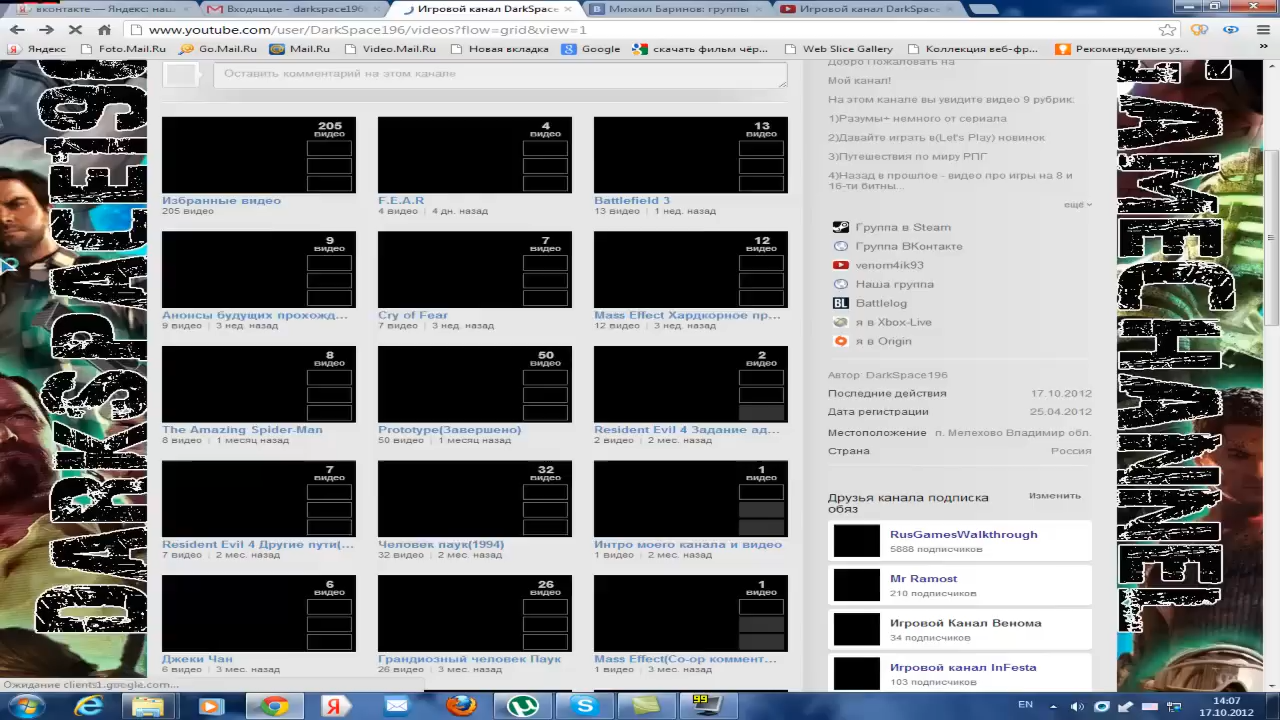 вконтакте — Яндекс: наш...
Входящие - darkspace196
Игровой канал DarkSpace
Михаил Баринов: группы
Игровой канал DarkSpac
www.youtube.com/user/DarkSpace196/videos?flow=grid&view=1
Яндекс
Foto.Mail.Ru
Go.Mail.Ru
Mail.Ru
Video.Mail.Ru
Новая вкладка
Google
скачать фильм чёр...
Web Slice Gallery
Коллекция веб-фр...
Рекомендуемые уз...
DARKSPACE196
GAMECHANNEL
Оставить комментарий на этом канале
205
видео
Избранные видео
205 видео
4
видео
F.E.A.R
4 видео | 4 дн. назад
13
видео
Battlefield 3
13 видео | 1 нед. назад
9
видео
Анонсы будущих прохожд...
9 видео | 3 нед. назад
видео
Cry of Fear
7 видео | 3 нед. назад
12
видео
Mass Effect Хардкорное пр...
12 видео | 3 нед. назад
8
видео
The Amazing Spider-Man
8 видео | 1 месяц назад
50
видео
Prototype(Завершено)
50 видео | 1 месяц назад
2
видео
Resident Evil 4 Задание ад...
2 видео | 2 мес. назад
7
видео
Resident Evil 4 Другие пути(...
7 видео | 2 мес. назад
32
видео
Человек паук(1994)
32 видео | 2 мес. назад
1
видео
Интро моего канала и видео
1 видео | 2 мес. назад
6
видео
Джеки Чан
6 видео | 3 мес. назад
26
видео
Грандиозный человек Паук
26 видео | 3 мес. назад
1
видео
Mass Effect(Co-op коммент...
1 видео | 3 мес. назад
Добро Пожаловать на
Мой канал!
На этом канале вы увидите видео 9 рубрик:
1)Разумы+ немного от сериала
2)Давайте играть в(Let's Play) новинок
3)Путешествия по миру РПГ
4)Назад в прошлое - видео про игры на 8 и
16-ти битны...
ещё
Группа в Steam
Группа ВКонтакте
venom4ik93
Наша группа
BL Battlelog
я в Xbox-Live
я в Origin
Автор: DarkSpace196
Последние действия 17.10.2012
Дата регистрации 25.04.2012
Местоположение п. Мелехово Владимир обл.
Страна Россия
Друзья канала подписка
обяз
Изменить
RusGamesWalkthrough
5888 подписчиков
Mr Ramost
210 подписчиков
Игровой Канал Венома
34 подписчиков
Игровой канал InFesta
103 подписчиков
Ожидание clients1.google.com...
99
EN
14:07
17.10.2012